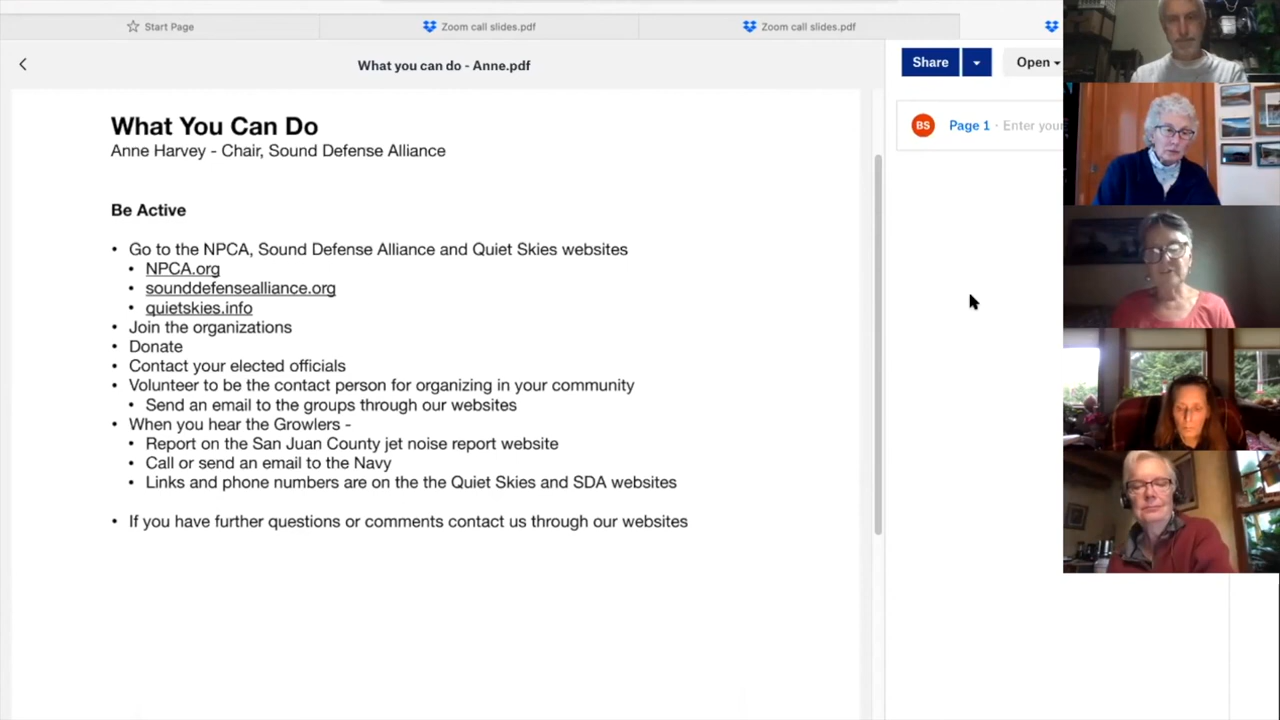 Start Page
Zoom call slides.pdf
Zoom call slides.pdf
What you can do - Anne.pdf
Share
Open
What You Can Do
Anne Harvey - Chair, Sound Defense Alliance
BS
Page 1 · Enter your
Be Active
• Go to the NPCA, Sound Defense Alliance and Quiet Skies websites
• NPCA.org
• sounddefensealliance.org
• quietskies.info
• Join the organizations
• Donate
• Contact your elected officials
• Volunteer to be the contact person for organizing in your community
• Send an email to the groups through our websites
• When you hear the Growlers -
• Report on the San Juan County jet noise report website
• Call or send an email to the Navy
• Links and phone numbers are on the the Quiet Skies and SDA websites
• If you have further questions or comments contact us through our websites